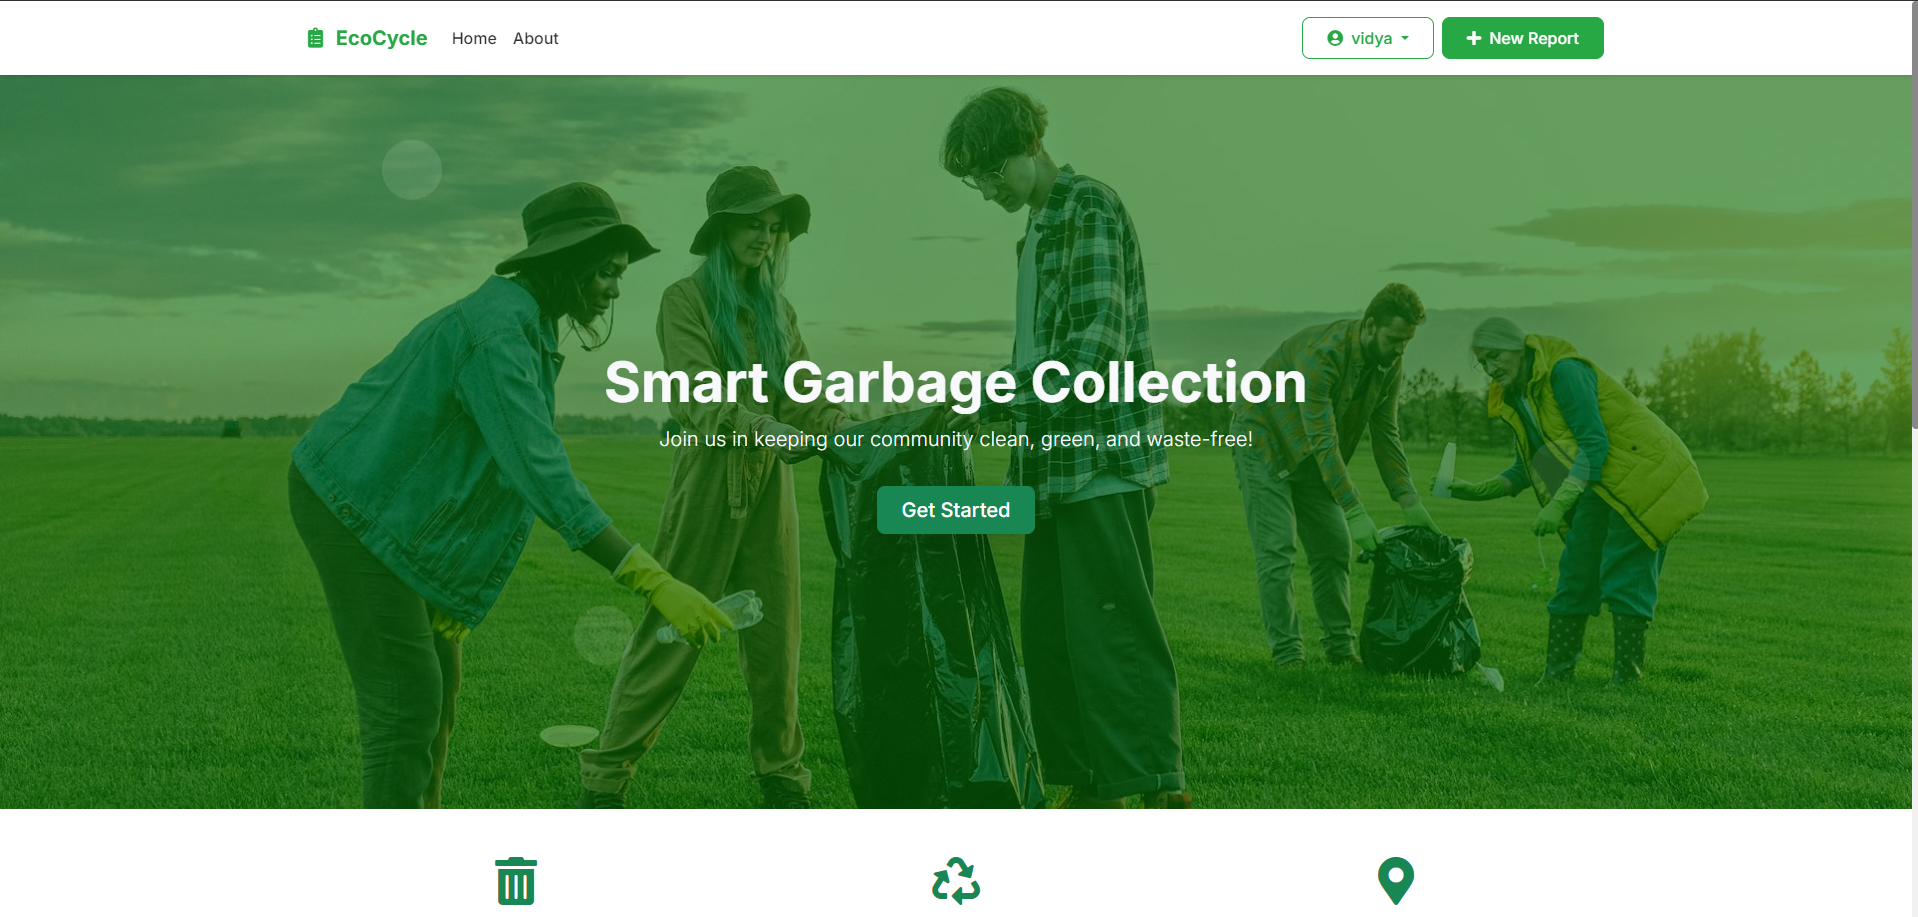 EcoCycle Home About vidya New Report
Smart Garbage Collection
Join us in keeping our community clean, green, and waste-free!
Get Started